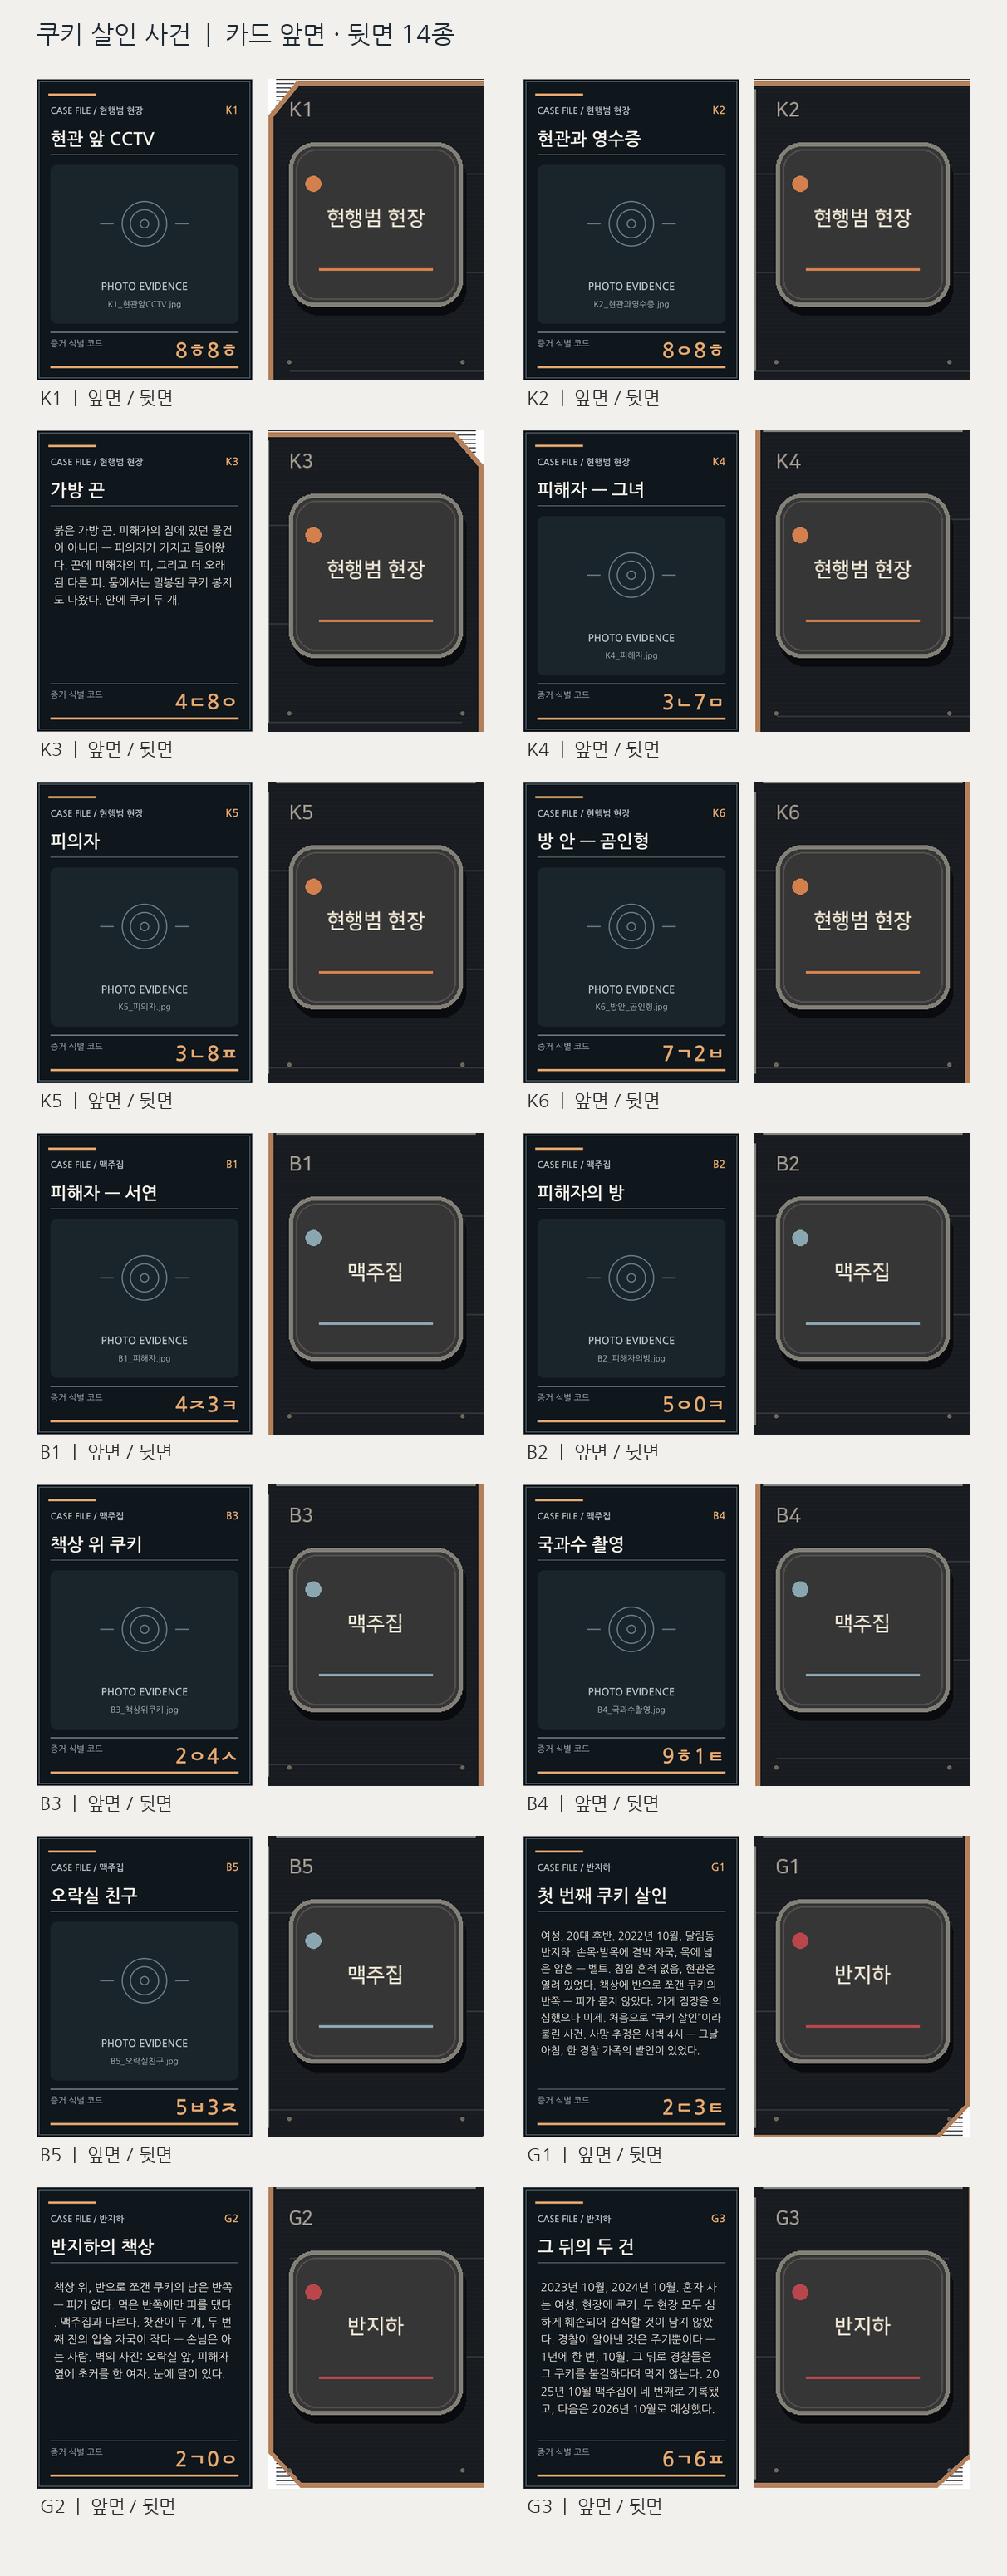 쿠키 살인 사건 | 카드 앞면 · 뒷면 14종
CASE FILE / 현행범 현장 K1
현관 앞 CCTV
PHOTO EVIDENCE
K1_현관앞CCTV.jpg
증거 식별 코드 8ㅎ8ㅎ
K1
현행범 현장
K1 | 앞면 / 뒷면
CASE FILE / 현행범 현장 K2
현관과 영수증
PHOTO EVIDENCE
K2_현관과영수증.jpg
증거 식별 코드 8ㅇ8ㅎ
K2
현행범 현장
K2 | 앞면 / 뒷면
CASE FILE / 현행범 현장 K3
가방 끈
붉은 가방 끈. 피해자의 집에 있던 물건
이 아니다 — 피의자가 가지고 들어왔
다. 끈에 피해자의 피, 그리고 더 오래
된 다른 피. 품에서는 밀봉된 쿠키 봉지
도 나왔다. 안에 쿠키 두 개.
증거 식별 코드 4ㄷ8ㅇ
K3
현행범 현장
K3 | 앞면 / 뒷면
CASE FILE / 현행범 현장 K4
피해자 — 그녀
PHOTO EVIDENCE
K4_피해자.jpg
증거 식별 코드 3ㄴ7ㅁ
K4
현행범 현장
K4 | 앞면 / 뒷면
CASE FILE / 현행범 현장 K5
피의자
PHOTO EVIDENCE
K5_피의자.jpg
증거 식별 코드 3ㄴ8ㅍ
K5
현행범 현장
K5 | 앞면 / 뒷면
CASE FILE / 현행범 현장 K6
방 안 — 곰인형
PHOTO EVIDENCE
K6_방안_곰인형.jpg
증거 식별 코드 7ㄱ2ㅂ
K6
현행범 현장
K6 | 앞면 / 뒷면
CASE FILE / 맥주집 B1
피해자 — 서연
PHOTO EVIDENCE
B1_피해자.jpg
증거 식별 코드 4ㅈ3ㅋ
B1
맥주집
B1 | 앞면 / 뒷면
CASE FILE / 맥주집 B2
피해자의 방
PHOTO EVIDENCE
B2_피해자의방.jpg
증거 식별 코드 5ㅇ0ㅋ
B2
맥주집
B2 | 앞면 / 뒷면
CASE FILE / 맥주집 B3
책상 위 쿠키
PHOTO EVIDENCE
B3_책상위쿠키.jpg
증거 식별 코드 2ㅇ4ㅅ
B3
맥주집
B3 | 앞면 / 뒷면
CASE FILE / 맥주집 B4
국과수 촬영
PHOTO EVIDENCE
B4_국과수촬영.jpg
증거 식별 코드 9ㅎ1ㅌ
B4
맥주집
B4 | 앞면 / 뒷면
CASE FILE / 맥주집 B5
오락실 친구
PHOTO EVIDENCE
B5_오락실친구.jpg
증거 식별 코드 5ㅂ3ㅈ
B5
맥주집
B5 | 앞면 / 뒷면
CASE FILE / 반지하 G1
첫 번째 쿠키 살인
여성, 20대 후반. 2022년 10월, 달림동
반지하. 손목·발목에 결박 자국, 목에 넓
은 압흔 — 벨트. 침입 흔적 없음, 현관은
열려 있었다. 책상에 반으로 쪼갠 쿠키의
반쪽 — 피가 묻지 않았다. 가게 점장을 의
심했으나 미제. 처음으로 “쿠키 살인”이라
불린 사건. 사망 추정은 새벽 4시 — 그날
아침, 한 경찰 가족의 발인이 있었다.
증거 식별 코드 2ㄷ3ㅌ
G1
반지하
G1 | 앞면 / 뒷면
CASE FILE / 반지하 G2
반지하의 책상
책상 위, 반으로 쪼갠 쿠키의 남은 반쪽
— 피가 없다. 먹은 반쪽에만 피를 댔다
. 맥주집과 다르다. 찻잔이 두 개, 두 번
째 잔의 입술 자국이 작다 — 손님은 아
는 사람. 벽의 사진: 오락실 앞, 피해자
옆에 초커를 한 여자. 눈에 달이 있다.
증거 식별 코드 2ㄱ0ㅇ
G2
반지하
G2 | 앞면 / 뒷면
CASE FILE / 반지하 G3
그 뒤의 두 건
2023년 10월, 2024년 10월. 혼자 사
는 여성, 현장에 쿠키. 두 현장 모두 심
하게 훼손되어 감식할 것이 남지 않았
다. 경찰이 알아낸 것은 주기뿐이다 —
1년에 한 번, 10월. 그 뒤로 경찰들은
그 쿠키를 불길하다며 먹지 않는다. 20
25년 10월 맥주집이 네 번째로 기록됐
고, 다음은 2026년 10월로 예상했다.
증거 식별 코드 6ㄱ6ㅍ
G3
반지하
G3 | 앞면 / 뒷면